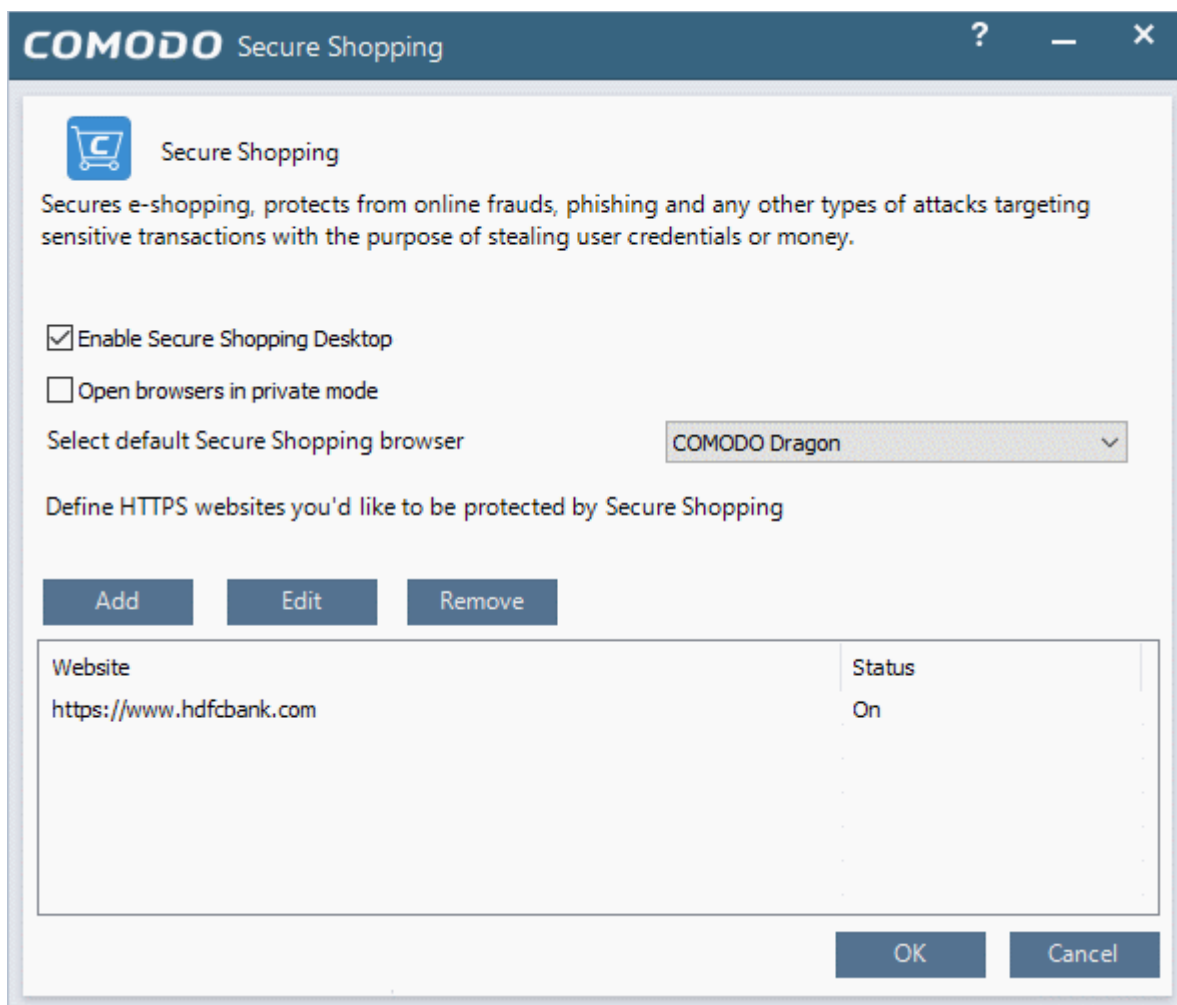 COMODO Secure Shopping ?
Secure Shopping
Secures e-shopping, protects from online frauds, phishing and any other types of attacks targeting
sensitive transactions with the purpose of stealing user credentials or money.
Enable Secure Shopping Desktop
Open browsers in private mode
Select default Secure Shopping browser COMODO Dragon
Define HTTPS websites you'd like to be protected by Secure Shopping
Add Edit Remove
Website Status
https://www.hdfcbank.com On
OK Cancel